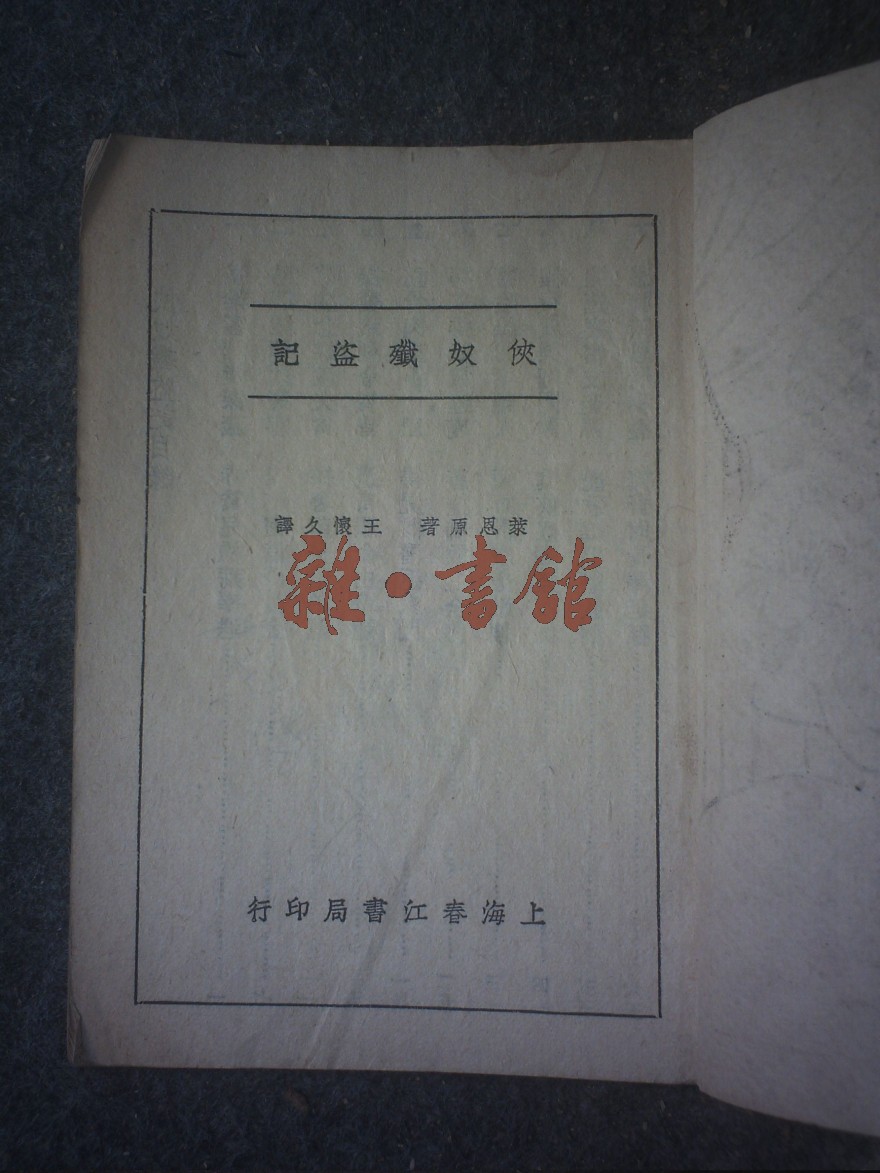 俠奴殲盜記
萊恩原著 王懷久譯
雜·書館
上海春江書局印行